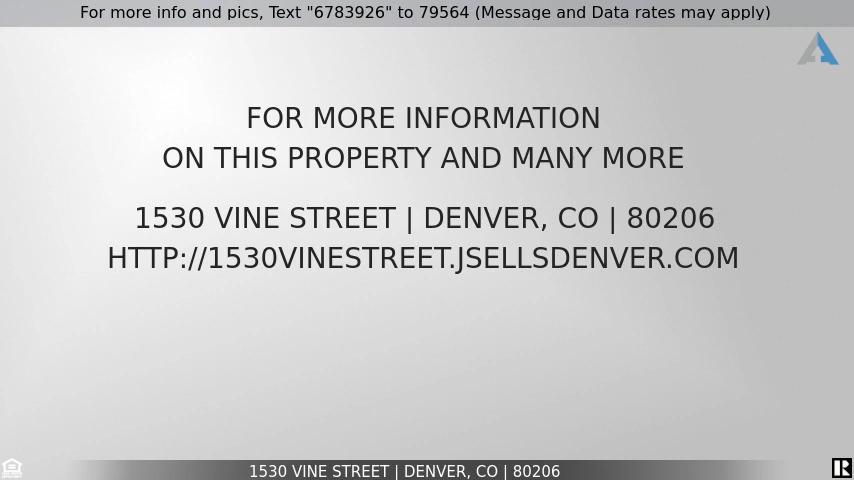 For more info and pics, Text "6783926" to 79564 (Message and Data rates may apply)
FOR MORE INFORMATION
ON THIS PROPERTY AND MANY MORE
1530 VINE STREET | DENVER, CO | 80206
HTTP://1530VINESTREET.JSELLSDENVER.COM
1530 VINE STREET | DENVER, CO | 80206